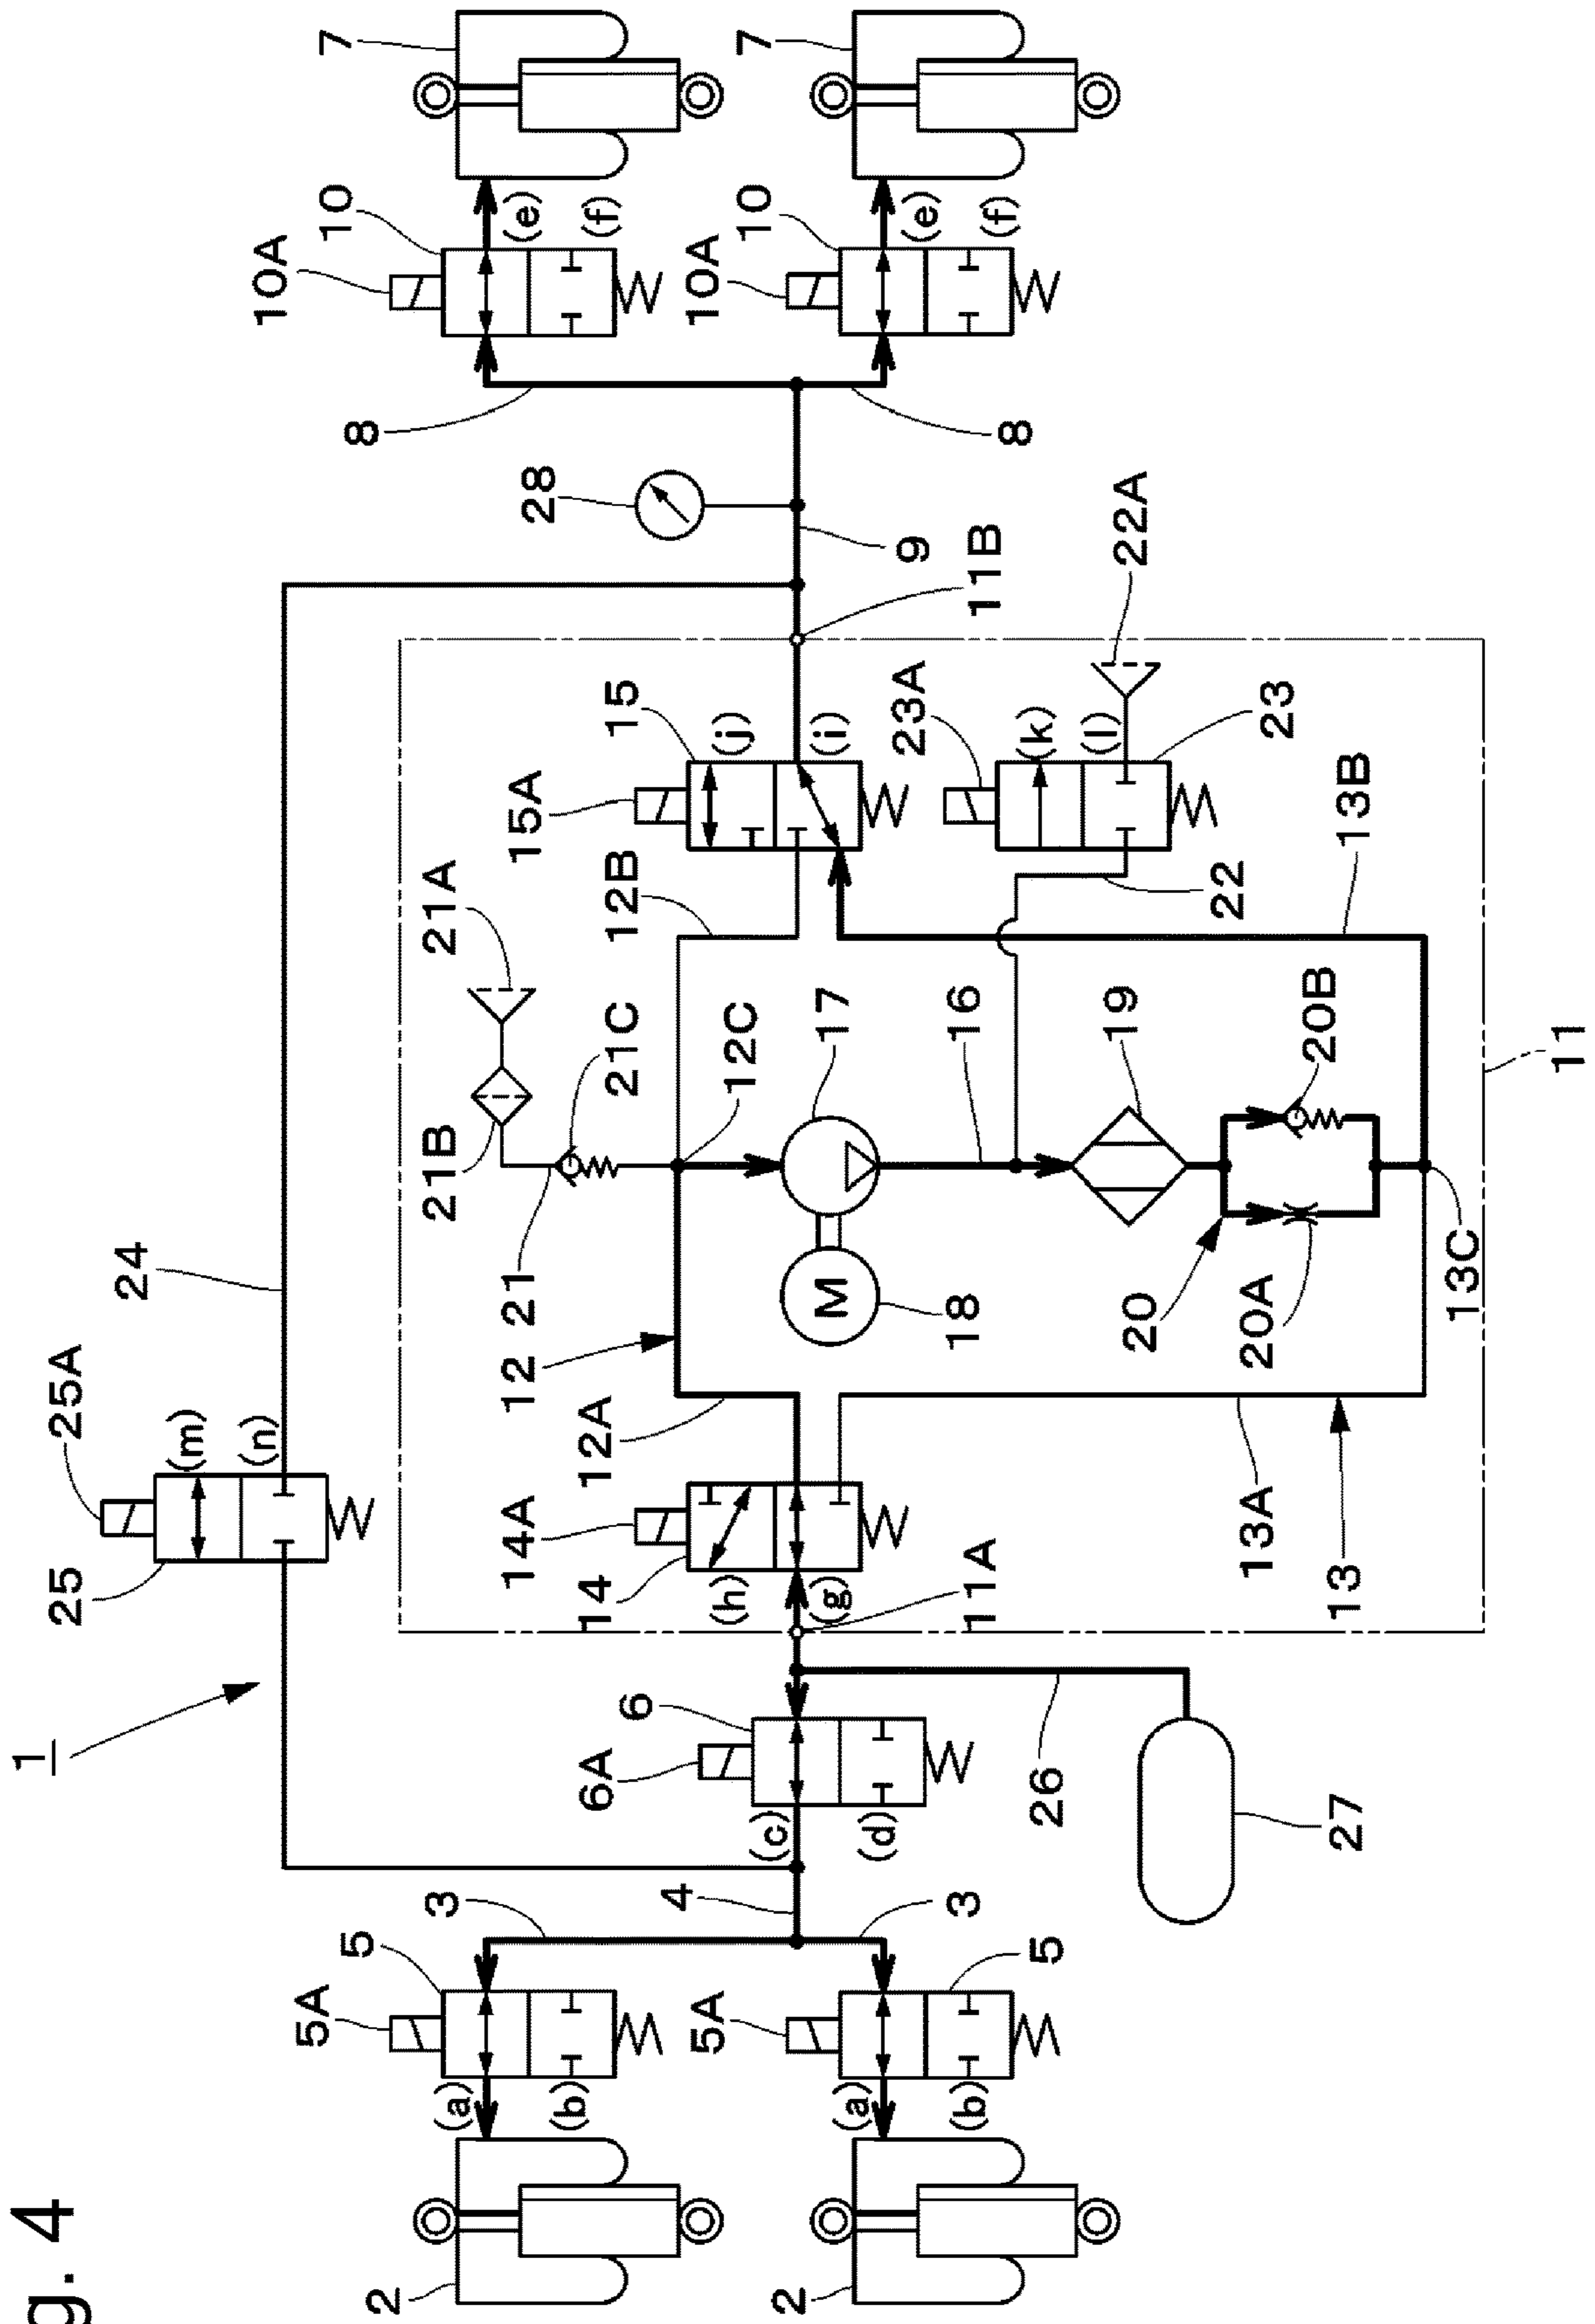 g. 4
1
2
2
(a)
(b)
(a)
(b)
5A
5
5A
5
3
3
4
(c)
(d)
6A
6
26
27
11A
(h)
(g)
14
14A
12A
12
13A
13
25
25A
(m)
(n)
24
21
21B
21C
21A
12C
M
18
17
16
19
20
20A
20B
13C
11
12B
13B
22
15A
15
(j)
(i)
23A
(k)
(l)
23
22A
11B
9
28
8
8
10A
10
(e)
(f)
10A
10
(e)
(f)
7
7